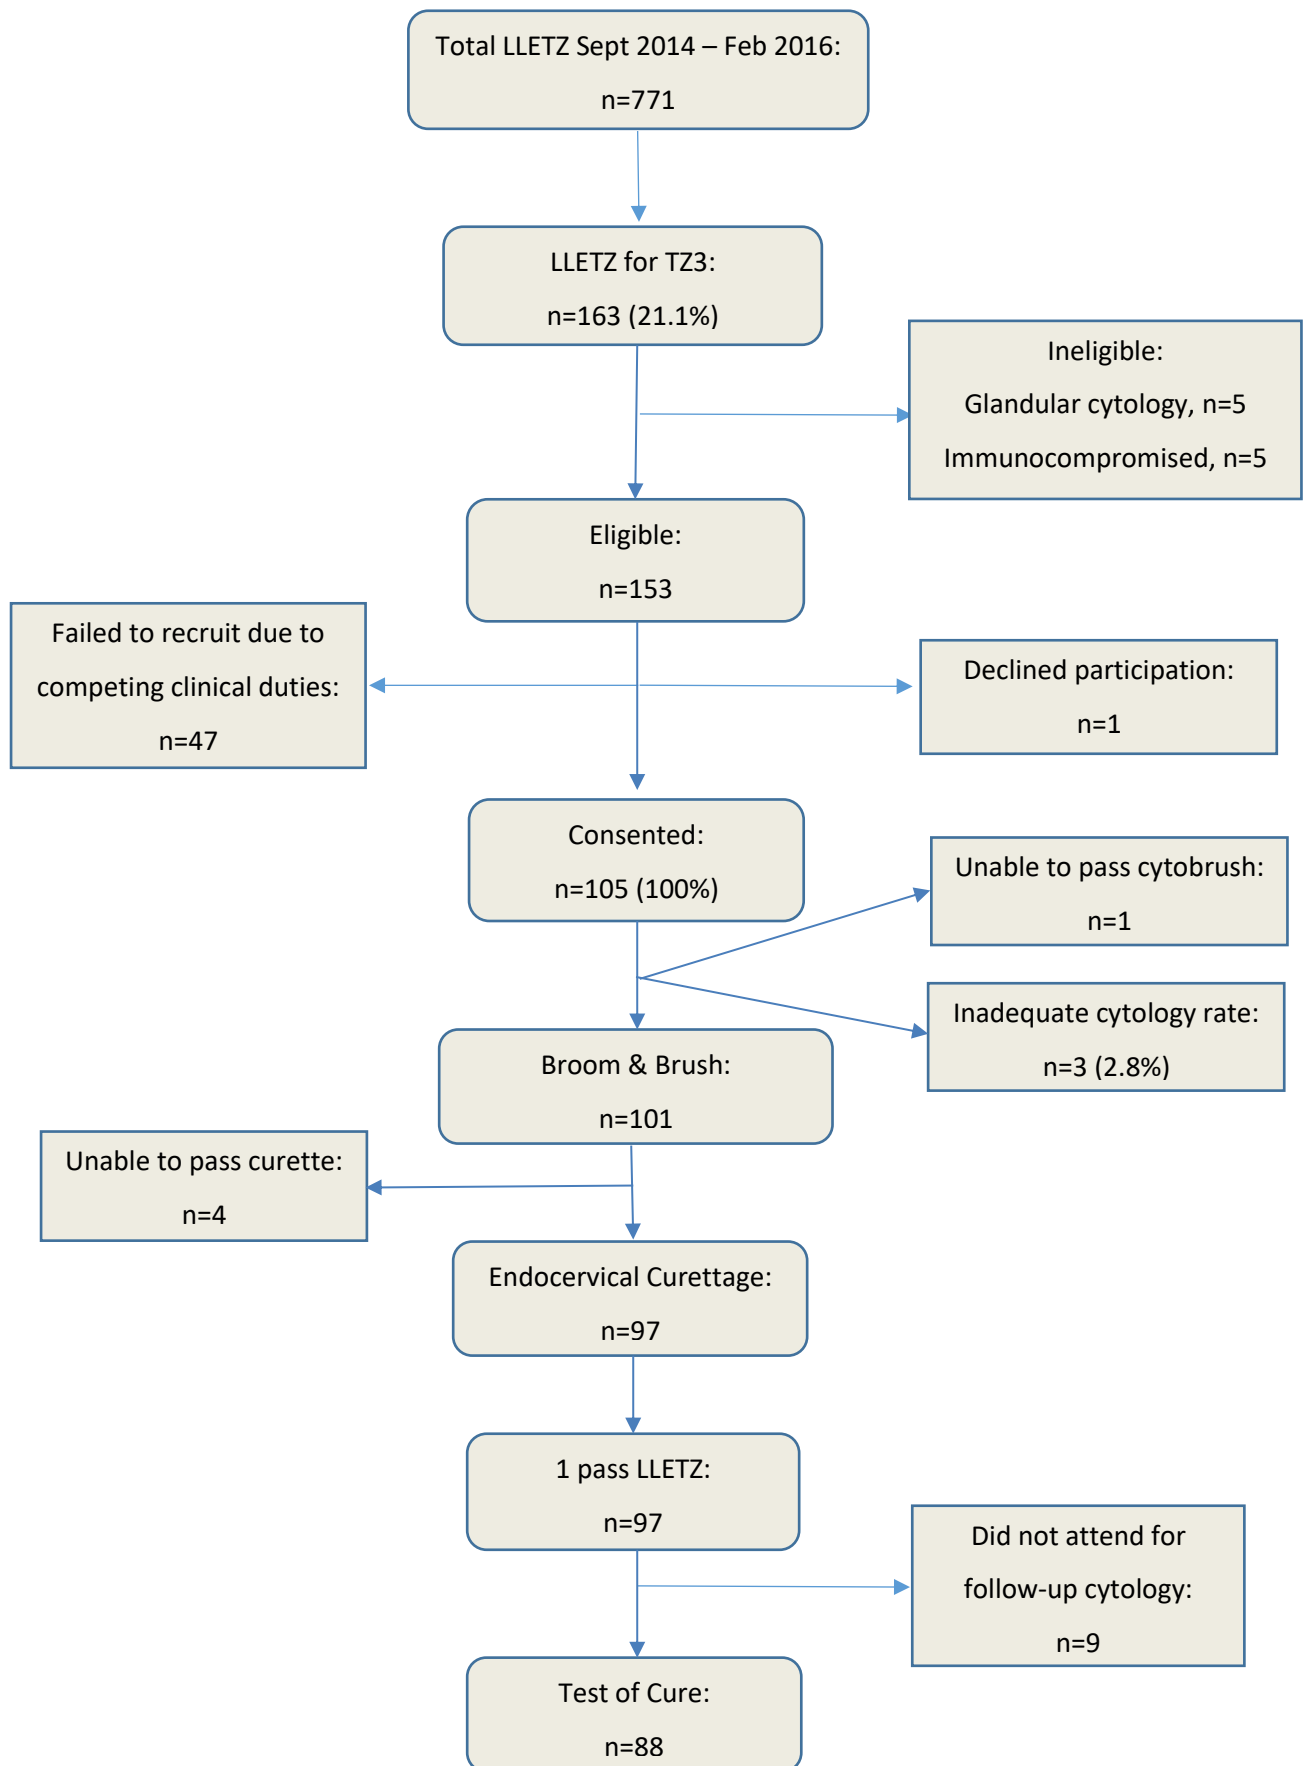 Total LLETZ Sept 2014 – Feb 2016:
n=771
LLETZ for TZ3:
n=163 (21.1%)
Ineligible:
Glandular cytology, n=5
Immunocompromised, n=5
Eligible:
n=153
Failed to recruit due to
competing clinical duties:
n=47
Declined participation:
n=1
Consented:
n=105 (100%)
Unable to pass cytobrush:
n=1
Inadequate cytology rate:
n=3 (2.8%)
Broom & Brush:
n=101
Unable to pass curette:
n=4
Endocervical Curettage:
n=97
1 pass LLETZ:
n=97
Did not attend for
follow-up cytology:
n=9
Test of Cure:
n=88